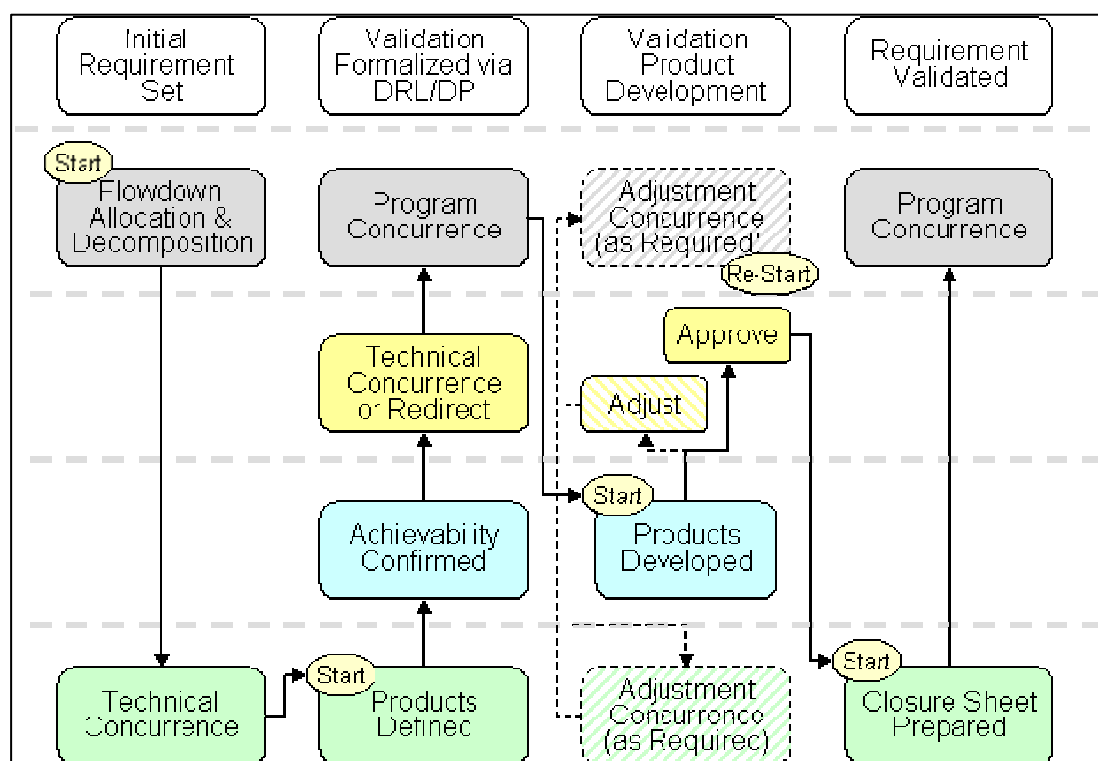 Initial
Requirement
Set
Validation
Formalized via
DRL/DP
Validation
Product
Development
Requirement
Validated
Start
Flowdown
Allocation &
Decomposition
Program
Concurrence
Adjustment
Concurrence
(as Required)
Re-Start
Program
Concurrence
Technical
Concurrence
or Redirect
Approve
Adjust
Achievability
Confirmed
Start
Products
Developed
Technical
Concurrence
Start
Products
Defined
Adjustment
Concurrence
(as Required)
Start
Closure Sheet
Prepared